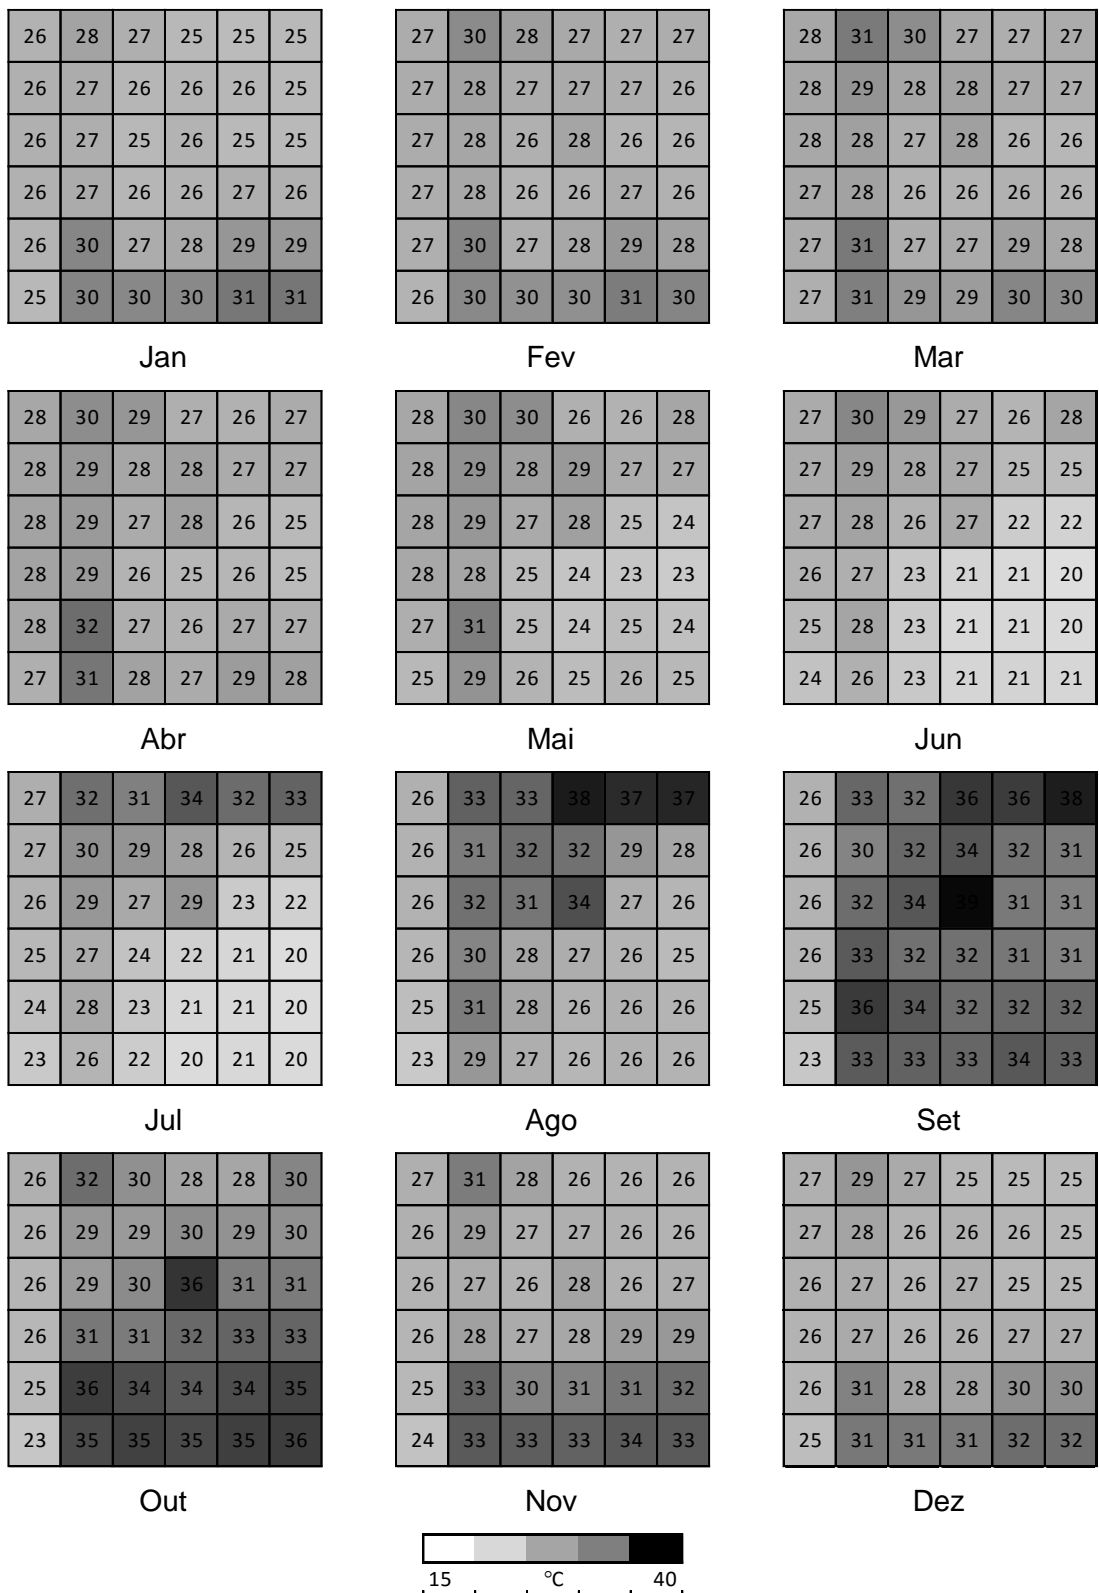 26 28 27 25 25 25 27 30 28 27 27 27 28 31 30 27 27 27
26 27 26 26 26 25 27 28 27 27 27 26 28 29 28 28 27 27
26 27 25 26 25 25 27 28 26 28 26 26 28 28 27 28 26 26
26 27 26 26 27 26 27 28 26 26 27 26 27 28 26 26 26 26
26 30 27 28 29 29 27 30 27 28 29 28 27 31 27 27 29 28
25 30 30 30 31 31 26 30 30 30 31 30 27 31 29 29 30 30
Jan Fev Mar
28 30 29 27 26 27 28 30 30 26 26 28 27 30 29 27 26 28
28 29 28 28 27 27 28 29 28 29 27 27 27 29 28 27 25 25
28 29 27 28 26 25 28 29 27 28 25 24 27 28 26 27 22 22
28 29 26 25 26 25 28 28 25 24 23 23 26 27 23 21 21 20
28 32 27 26 27 27 27 31 25 24 25 24 25 28 23 21 21 20
27 31 28 27 29 28 25 29 26 25 26 25 24 26 23 21 21 21
Abr Mai Jun
27 32 31 34 32 33 26 33 33 38 37 37 26 33 32 36 36 38
27 30 29 28 26 25 26 31 32 32 29 28 26 30 32 34 32 31
26 29 27 29 23 22 26 32 31 34 27 26 26 32 34 39 31 31
25 27 24 22 21 20 26 30 28 27 26 25 26 33 32 32 31 31
24 28 23 21 21 20 25 31 28 26 26 26 25 36 34 32 32 32
23 26 22 20 21 20 23 29 27 26 26 26 23 33 33 33 34 33
Jul Ago Set
26 32 30 28 28 30 27 31 28 26 26 26 27 29 27 25 25 25
26 29 29 30 29 30 26 29 27 27 26 26 27 28 26 26 26 25
26 29 30 36 31 31 26 27 26 28 26 27 26 27 26 27 25 25
26 31 31 32 33 33 26 28 27 28 29 29 26 27 26 26 27 27
25 36 34 34 34 35 25 33 30 31 31 32 26 31 28 28 30 30
23 35 35 35 35 36 24 33 33 33 34 33 25 31 31 31 32 32
Out Nov Dez
15 °C 40